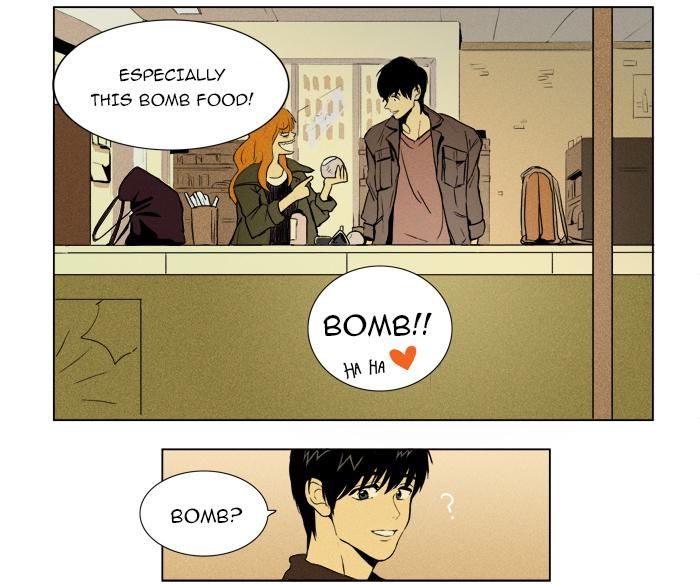 ESPECIALLY
THIS BOMB FOOD!
BOMB!!
HA HA
BOMB?
?